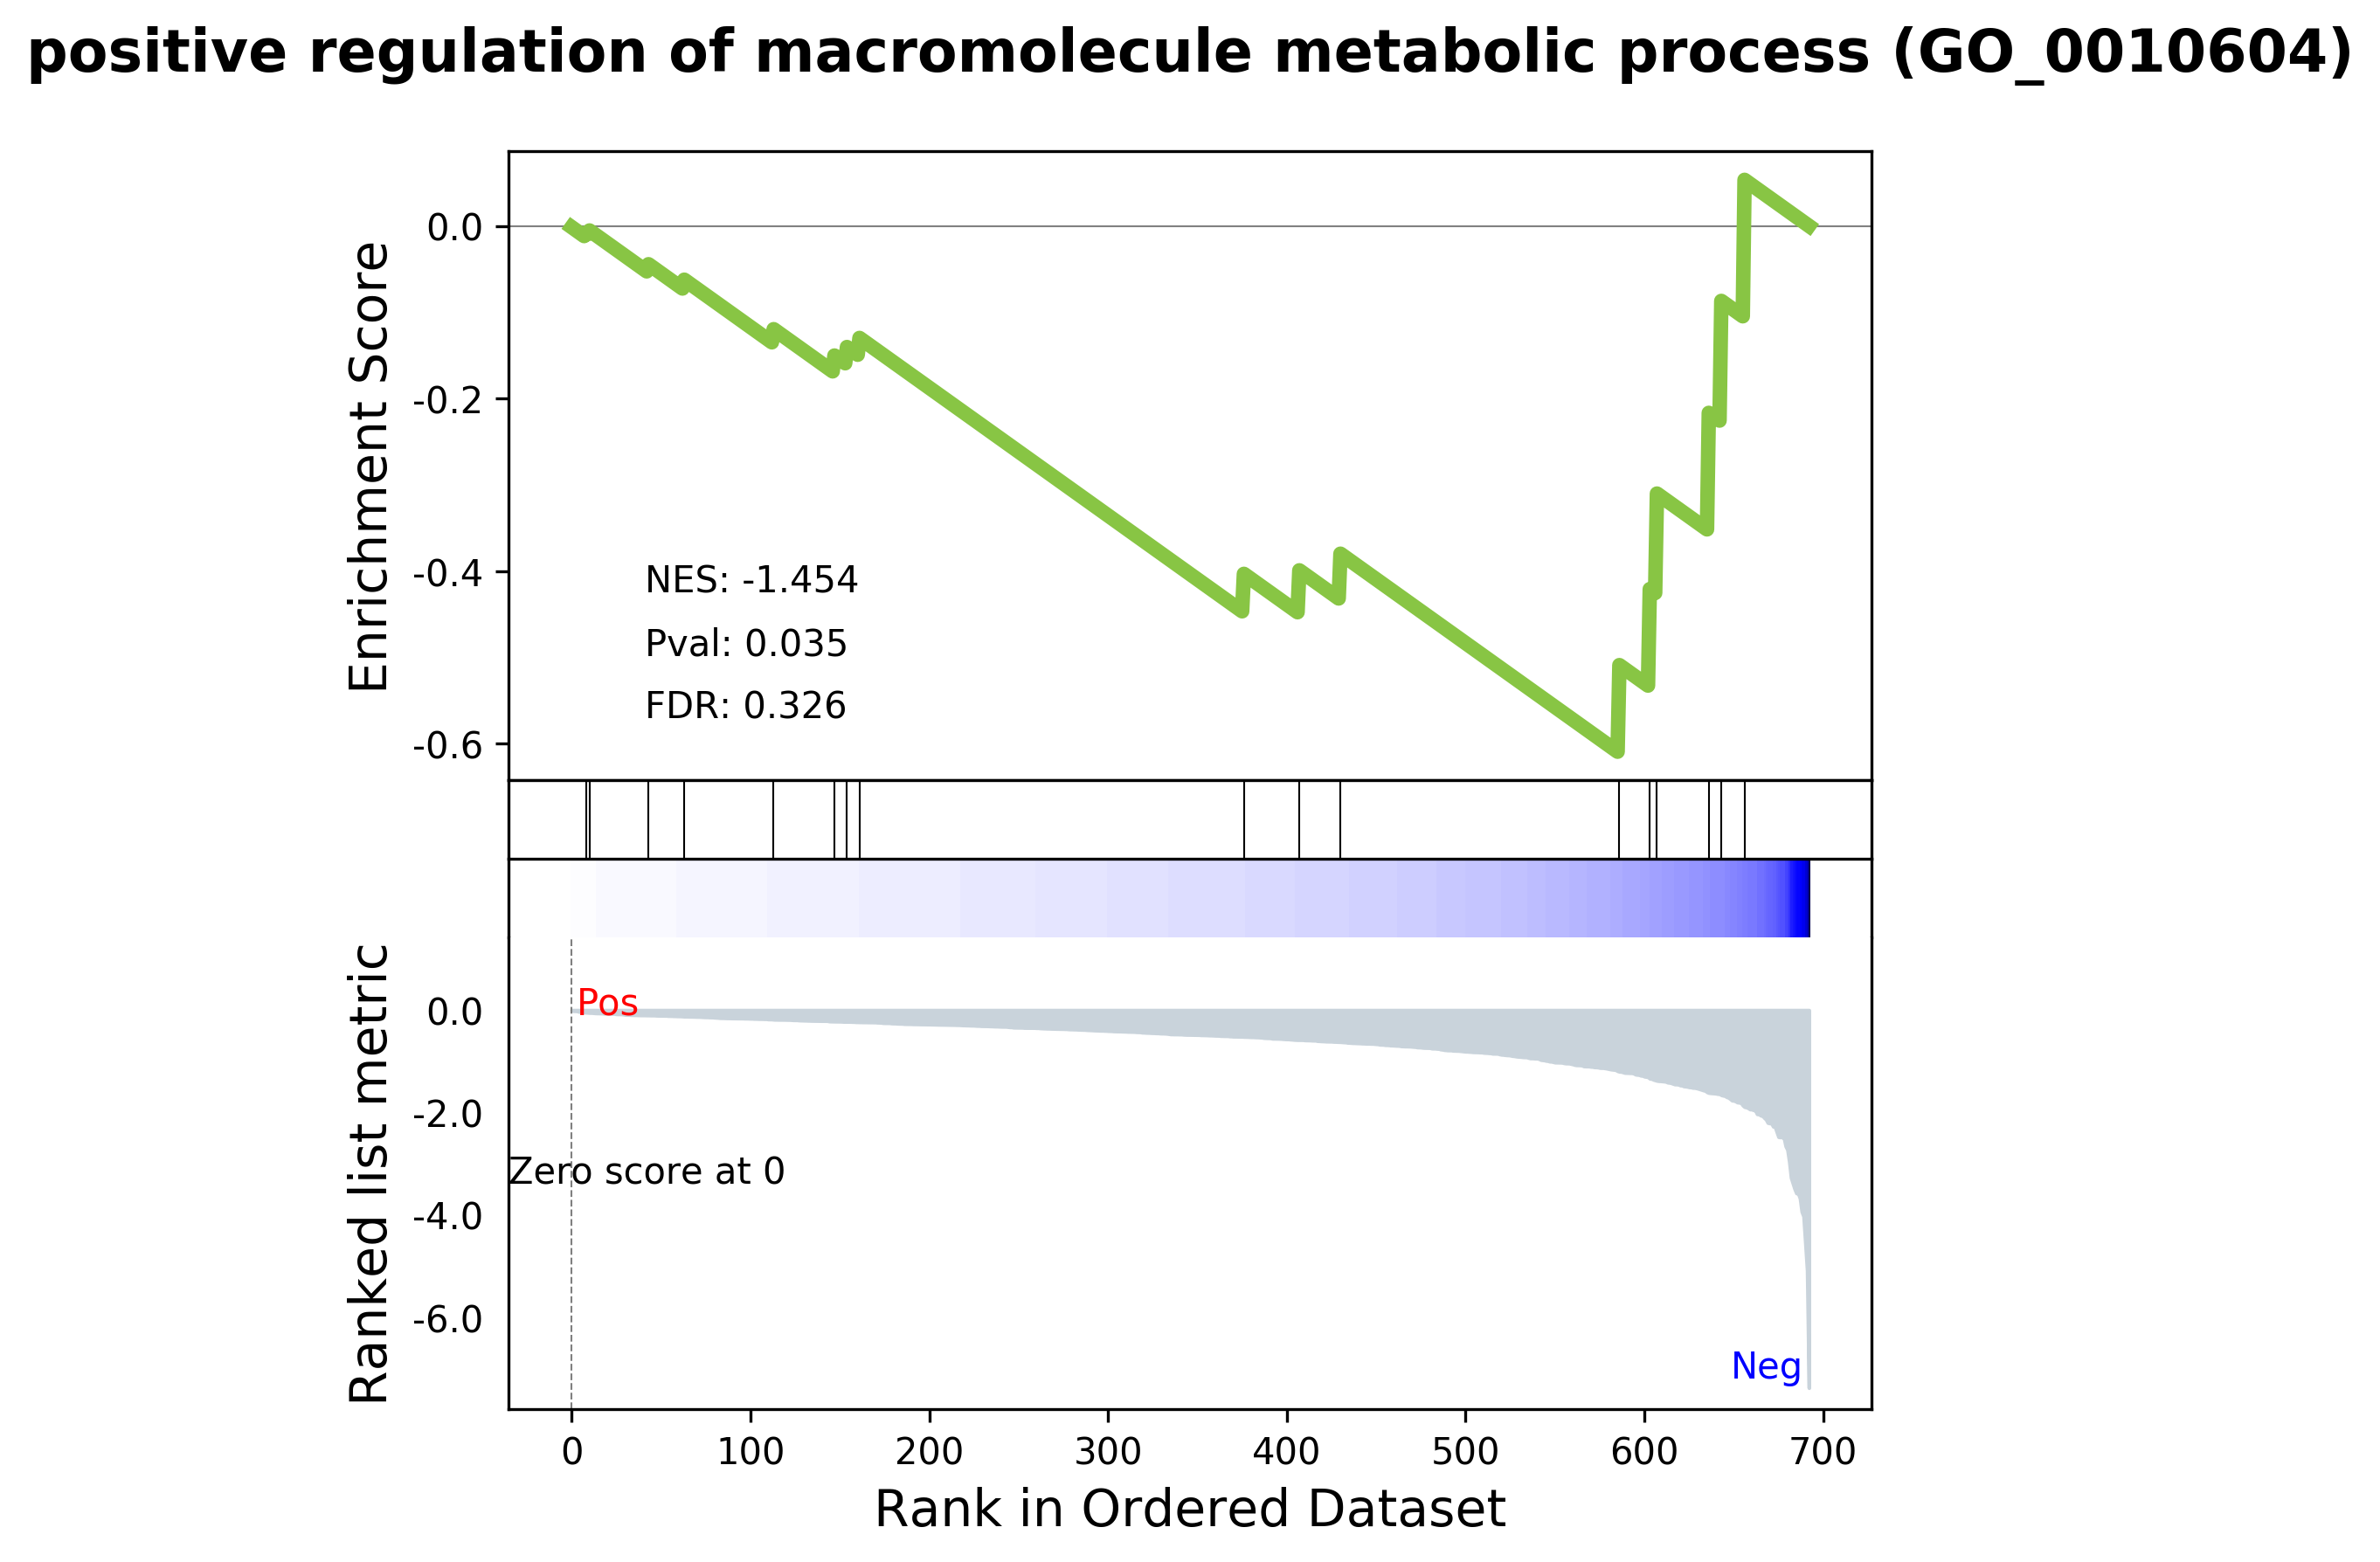 positive regulation of macromolecule metabolic process (GO_0010604)
Enrichment Score
0.0
-0.2
-0.4
-0.6
NES: -1.454
Pval: 0.035
FDR: 0.326
Ranked list metric
0.0
-2.0
-4.0
-6.0
Pos
Zero score at 0
Neg
0 100 200 300 400 500 600 700
Rank in Ordered Dataset